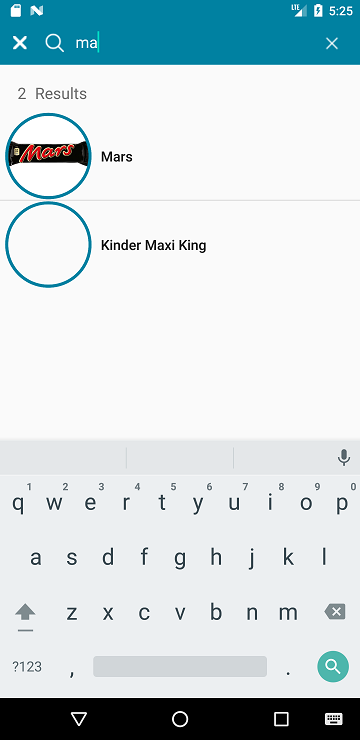 LTE 5:25
ma
2 Results
Mars
Mars
Kinder Maxi King
1 2 3 4 5 6 7 8 9 0
q w e r t y u i o p
a s d f g h j k l
z x c v b n m
?123 , .